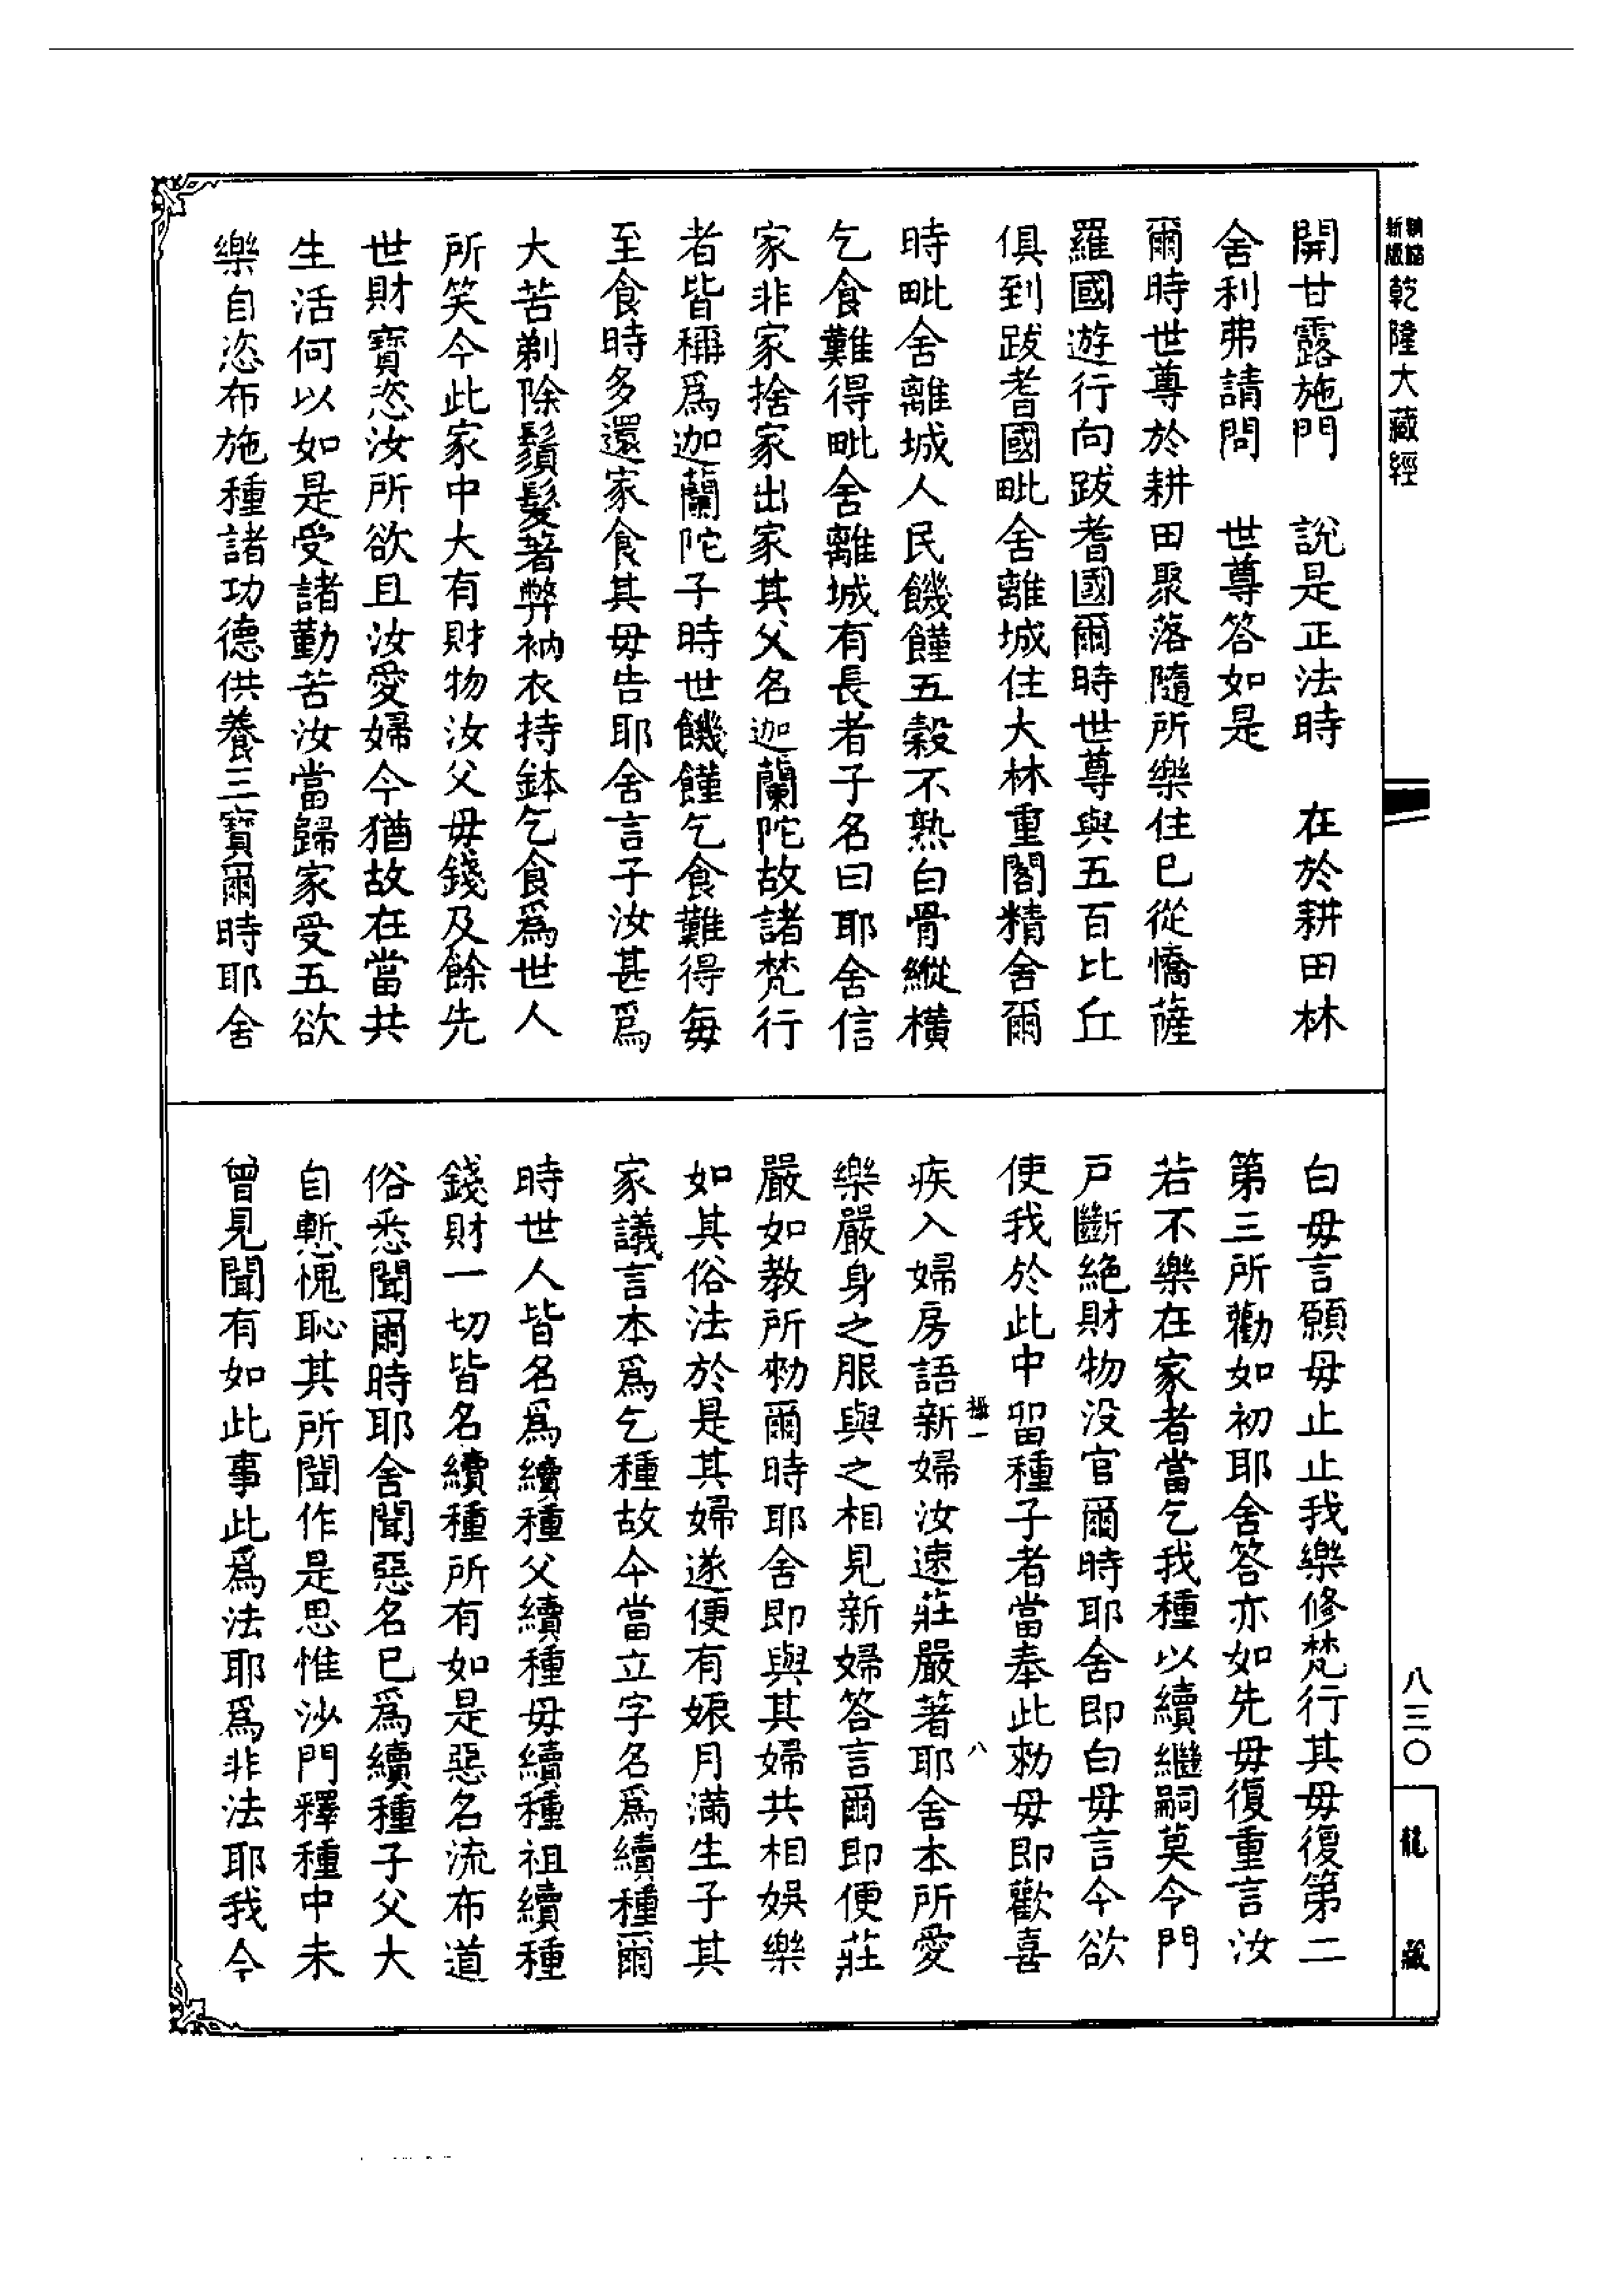 新版
乾隆大藏經
開甘露施門　說是正法時　在於耕田林
舍利弗請問　世尊答如是
爾時世尊於耕田聚落隨所樂住已從憍薩
羅國遊行向跋耆國爾時世尊與五百比丘
俱到跋耆國毗舍離城住大林重閣精舍爾
時毗舍離城人民饑饉五穀不熟白骨縱橫
乞食難得毗舍離城有長者子名曰耶舍信
家非家捨家出家其父名迦蘭陀故諸梵行
者皆稱爲迦蘭陀子時世饑饉乞食難得每
至食時多還家食其母告耶舍言子汝甚爲
大苦剃除鬚髮著弊衲衣持鉢乞食爲世人
所笑今此家中大有財物汝父母錢及餘先
世財寶恣汝所欲且汝愛婦今猶故在當共
生活何以如是受諸勤苦汝當歸家受五欲
樂自恣布施種諸功德供養三寶爾時耶舍
白母言願母止止我樂修梵行其母復第二
第三所勸如初耶舍答亦如先母復重言汝
若不樂在家者當乞我種以續繼嗣莫令門
戸斷絕財物没官爾時耶舍即白母言今欲
使我於此中留種子者當奉此勑母即歡喜
疾入婦房語新婦汝速莊嚴著耶舍本所愛
樂嚴身之服與之相見新婦答言爾即便莊
嚴如教所勑爾時耶舍即與其婦共相娛樂
如其俗法於是其婦遂便有娠月滿生子其
家議言本爲乞種故今當立字名爲續種爾
時世人皆名爲續種父續種母續種祖續種
錢財一切皆名續種所有如是惡名流布道
俗悉聞爾時耶舍聞惡名已爲續種子父大
自慙愧恥其所聞作是思惟沙門釋種中未
曾見聞有如此事此爲法耶爲非法耶我今
八
八三〇
龍藏